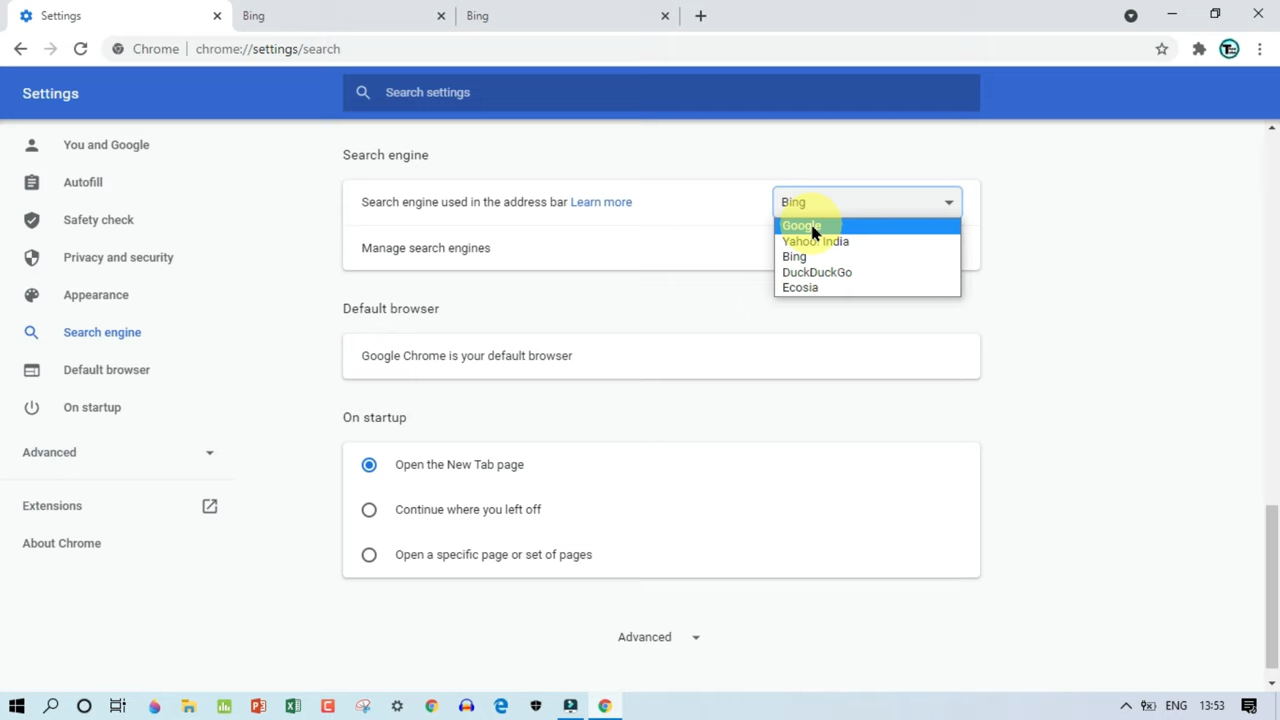 Settings
Bing
Bing
Chrome
chrome://settings/search
Settings
Search settings
You and Google
Autofill
Safety check
Privacy and security
Appearance
Search engine
Default browser
On startup
Advanced
Extensions
About Chrome
Search engine
Search engine used in the address bar Learn more
Bing
Google
Yahoo! India
Bing
DuckDuckGo
Ecosia
Manage search engines
Default browser
Google Chrome is your default browser
On startup
Open the New Tab page
Continue where you left off
Open a specific page or set of pages
Advanced
ENG
13:53